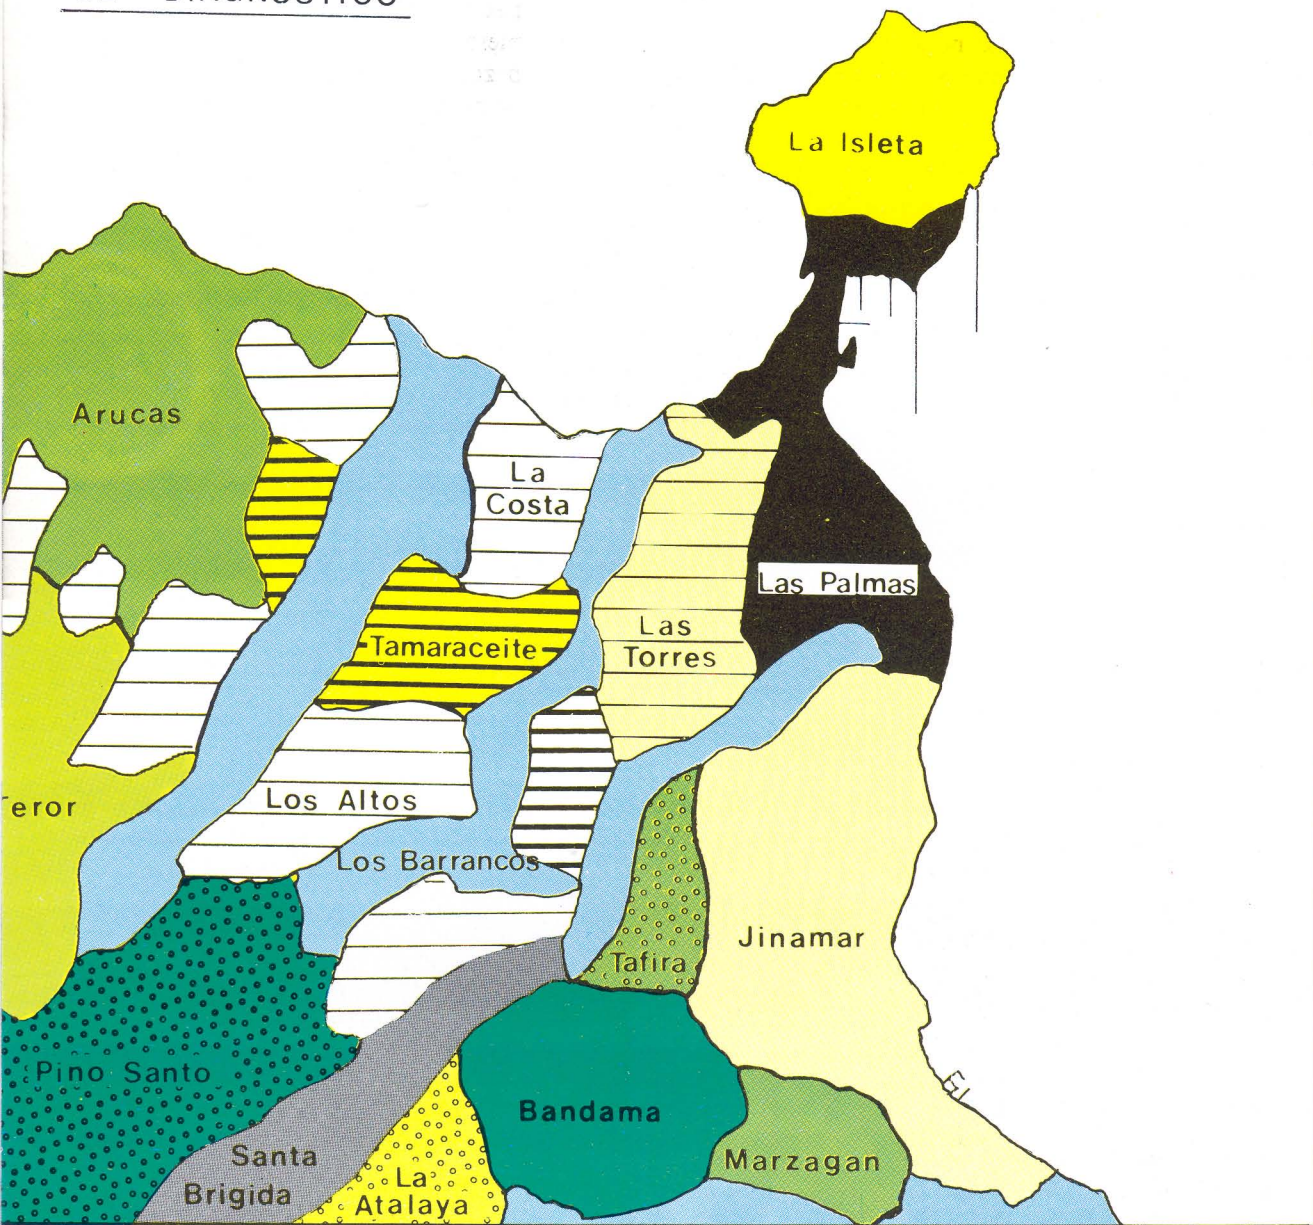 La Isleta
Arucas
La
Costa
Las Palmas
Las
Torres
Tamaraceite
Los Altos
Los Barrancos
Jinamar
Tafira
Pino Santo
Bandama
Santa
Brigida
La
Atalaya
Marzagan